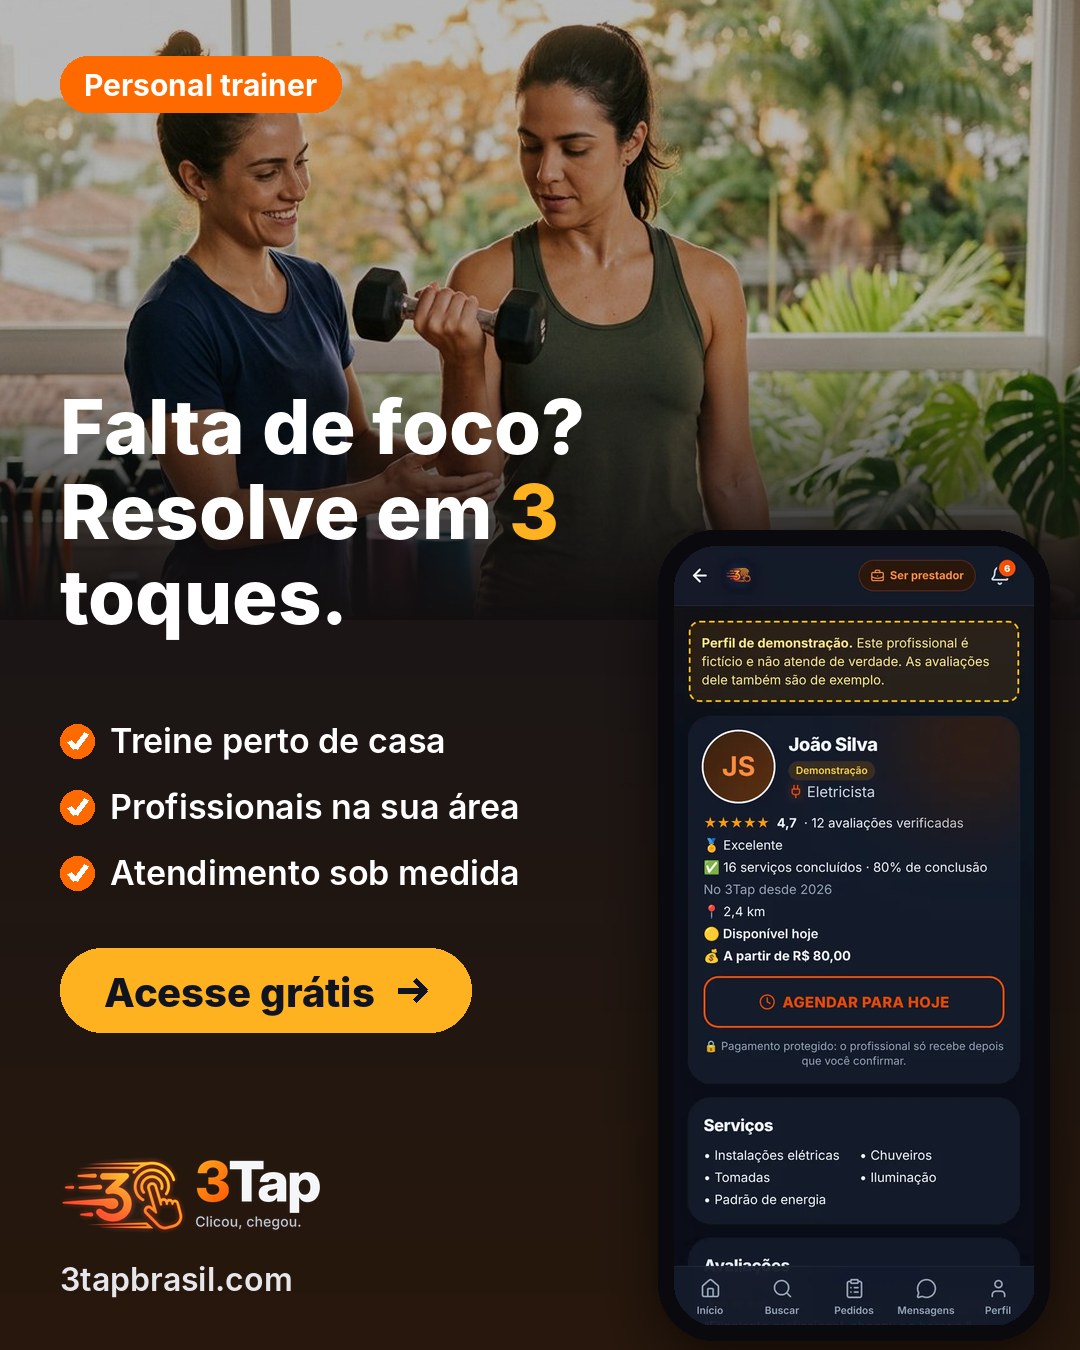 Personal trainer
Falta de foco?
Resolve em 3
toques.
Treine perto de casa
Profissionais na sua área
Atendimento sob medida
Acesse grátis →
3Tap
Clicou, chegou.
3tapbrasil.com
Ser prestador
6
Perfil de demonstração. Este profissional é
fictício e não atende de verdade. As avaliações
dele também são de exemplo.
JS
João Silva
Demonstração
Eletricista
★★★★★ 4,7 · 12 avaliações verificadas
Excelente
16 serviços concluídos · 80% de conclusão
No 3Tap desde 2026
2,4 km
Disponível hoje
A partir de R$ 80,00
AGENDAR PARA HOJE
Pagamento protegido: o profissional só recebe depois
que você confirmar.
Serviços
• Instalações elétricas • Chuveiros
• Tomadas • Iluminação
• Padrão de energia
Avaliações
Início Buscar Pedidos Mensagens Perfil